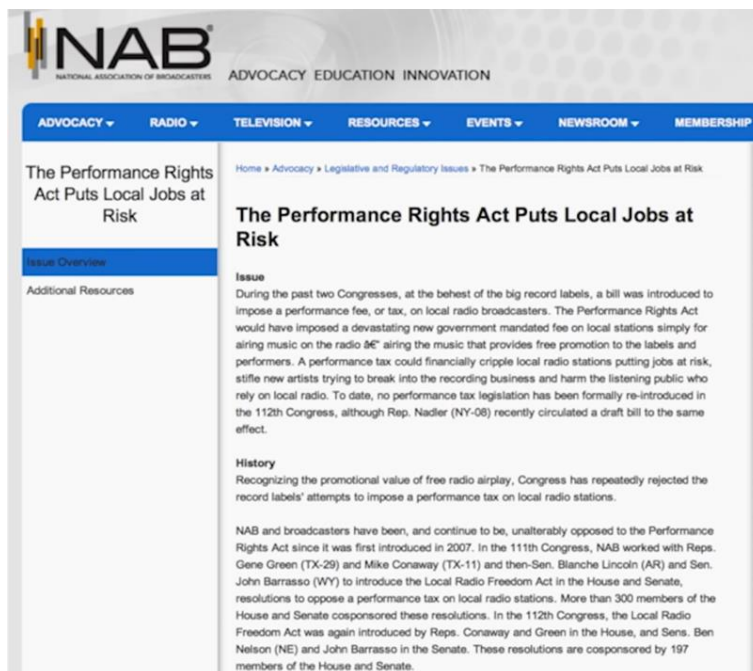 NAB
NATIONAL ASSOCIATION OF BROADCASTERS
ADVOCACY EDUCATION INNOVATION
ADVOCACY RADIO TELEVISION RESOURCES EVENTS NEWSROOM MEMBERSHIP
The Performance Rights
Act Puts Local Jobs at
Risk
Issue Overview
Additional Resources
Home » Advocacy » Legislative and Regulatory Issues » The Performance Rights Act Puts Local Jobs at Risk
The Performance Rights Act Puts Local Jobs at
Risk
Issue
During the past two Congresses, at the behest of the big record labels, a bill was introduced to
impose a performance fee, or tax, on local radio broadcasters. The Performance Rights Act
would have imposed a devastating new government mandated fee on local stations simply for
airing music on the radio â€“ airing the music that provides free promotion to the labels and
performers. A performance tax could financially cripple local radio stations putting jobs at risk,
stifle new artists trying to break into the recording business and harm the listening public who
rely on local radio. To date, no performance tax legislation has been formally re-introduced in
the 112th Congress, although Rep. Nadler (NY-08) recently circulated a draft bill to the same
effect.
History
Recognizing the promotional value of free radio airplay, Congress has repeatedly rejected the
record labels' attempts to impose a performance tax on local radio stations.
NAB and broadcasters have been, and continue to be, unalterably opposed to the Performance
Rights Act since it was first introduced in 2007. In the 111th Congress, NAB worked with Reps.
Gene Green (TX-29) and Mike Conaway (TX-11) and then-Sen. Blanche Lincoln (AR) and Sen.
John Barrasso (WY) to introduce the Local Radio Freedom Act in the House and Senate,
resolutions to oppose a performance tax on local radio stations. More than 300 members of the
House and Senate cosponsored these resolutions. In the 112th Congress, the Local Radio
Freedom Act was again introduced by Reps. Conaway and Green in the House, and Sens. Ben
Nelson (NE) and John Barrasso in the Senate. These resolutions are cosponsored by 197
members of the House and Senate.